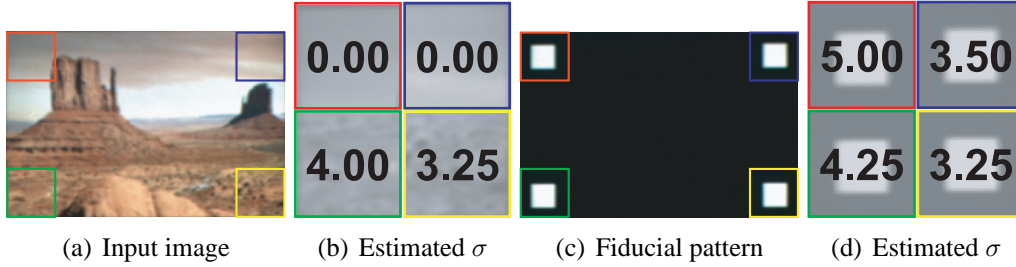 0.00 0.00
4.00 3.25
5.00 3.50
4.25 3.25
(a) Input image
(b) Estimated σ
(c) Fiducial pattern
(d) Estimated σ